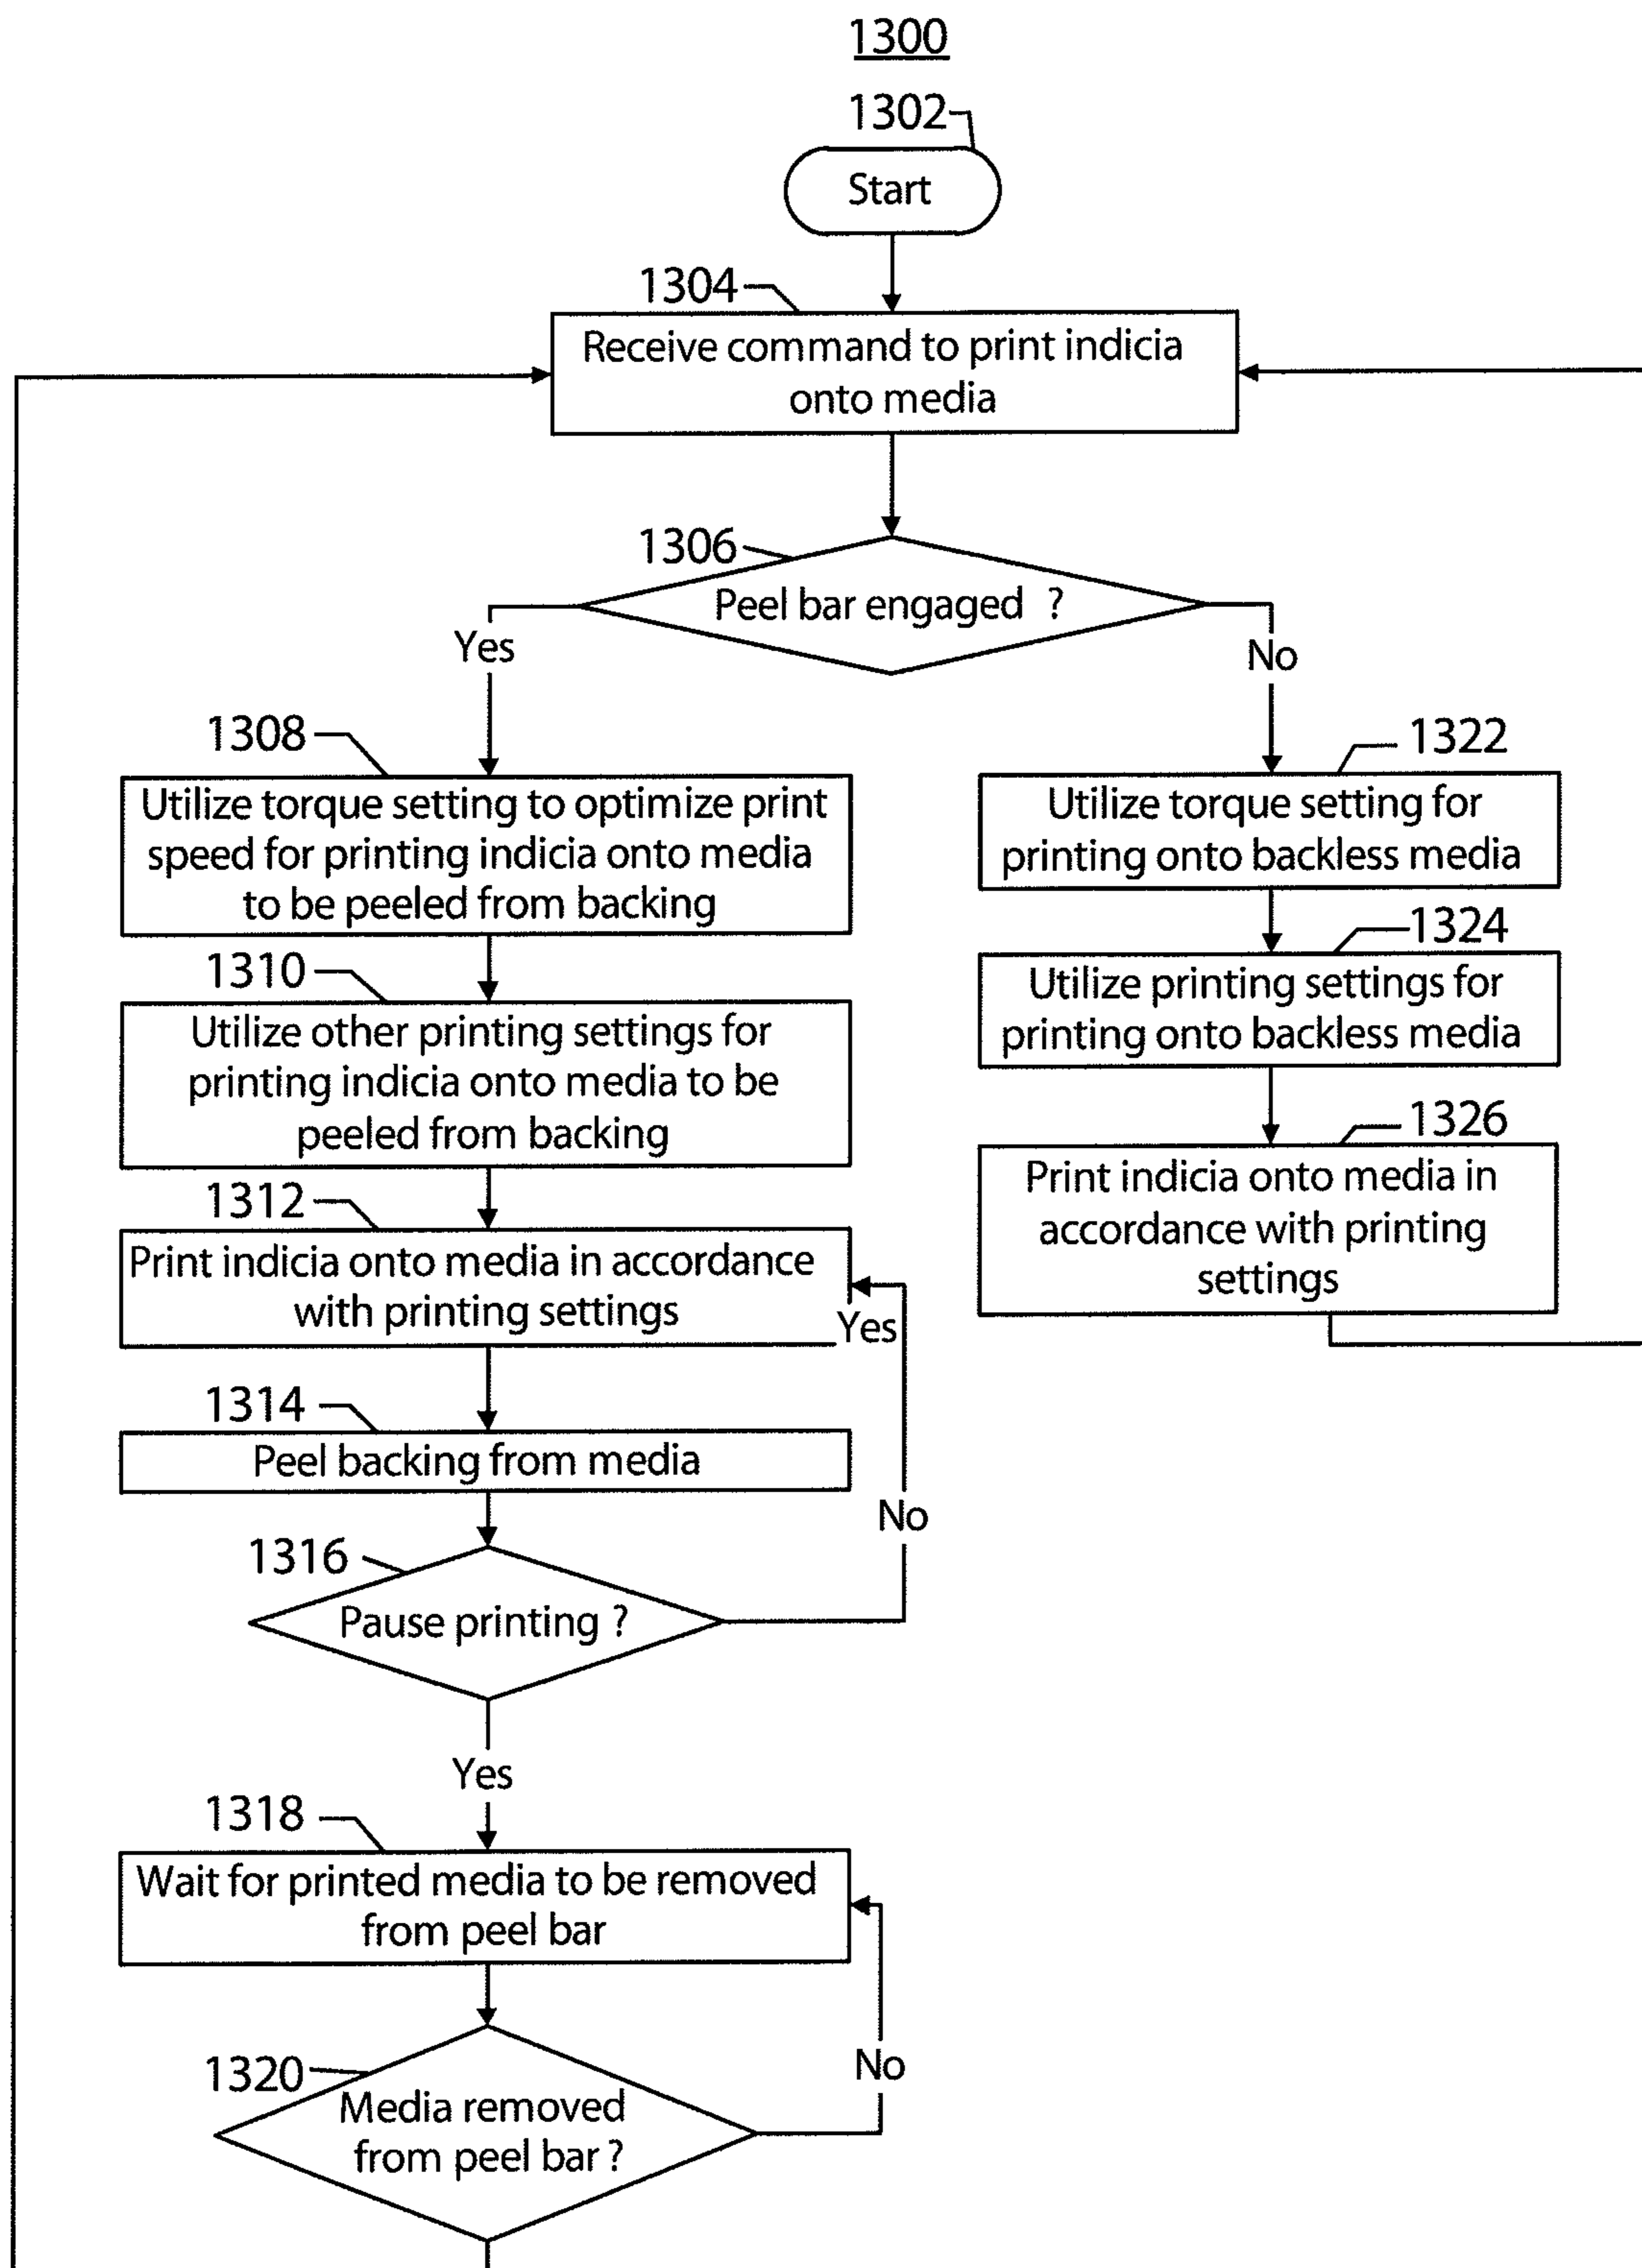 1300
1302
Start
1304
Receive command to print indicia
onto media
1306
Peel bar engaged ?
Yes
No
1308
Utilize torque setting to optimize print
speed for printing indicia onto media
to be peeled from backing
1310
Utilize other printing settings for
printing indicia onto media to be
peeled from backing
1312
Print indicia onto media in accordance
with printing settings
Yes
1314
Peel backing from media
No
1316
Pause printing ?
Yes
1318
Wait for printed media to be removed
from peel bar
1320
Media removed
from peel bar ?
No
1322
Utilize torque setting for
printing onto backless media
1324
Utilize printing settings for
printing onto backless media
1326
Print indicia onto media in
accordance with printing
settings